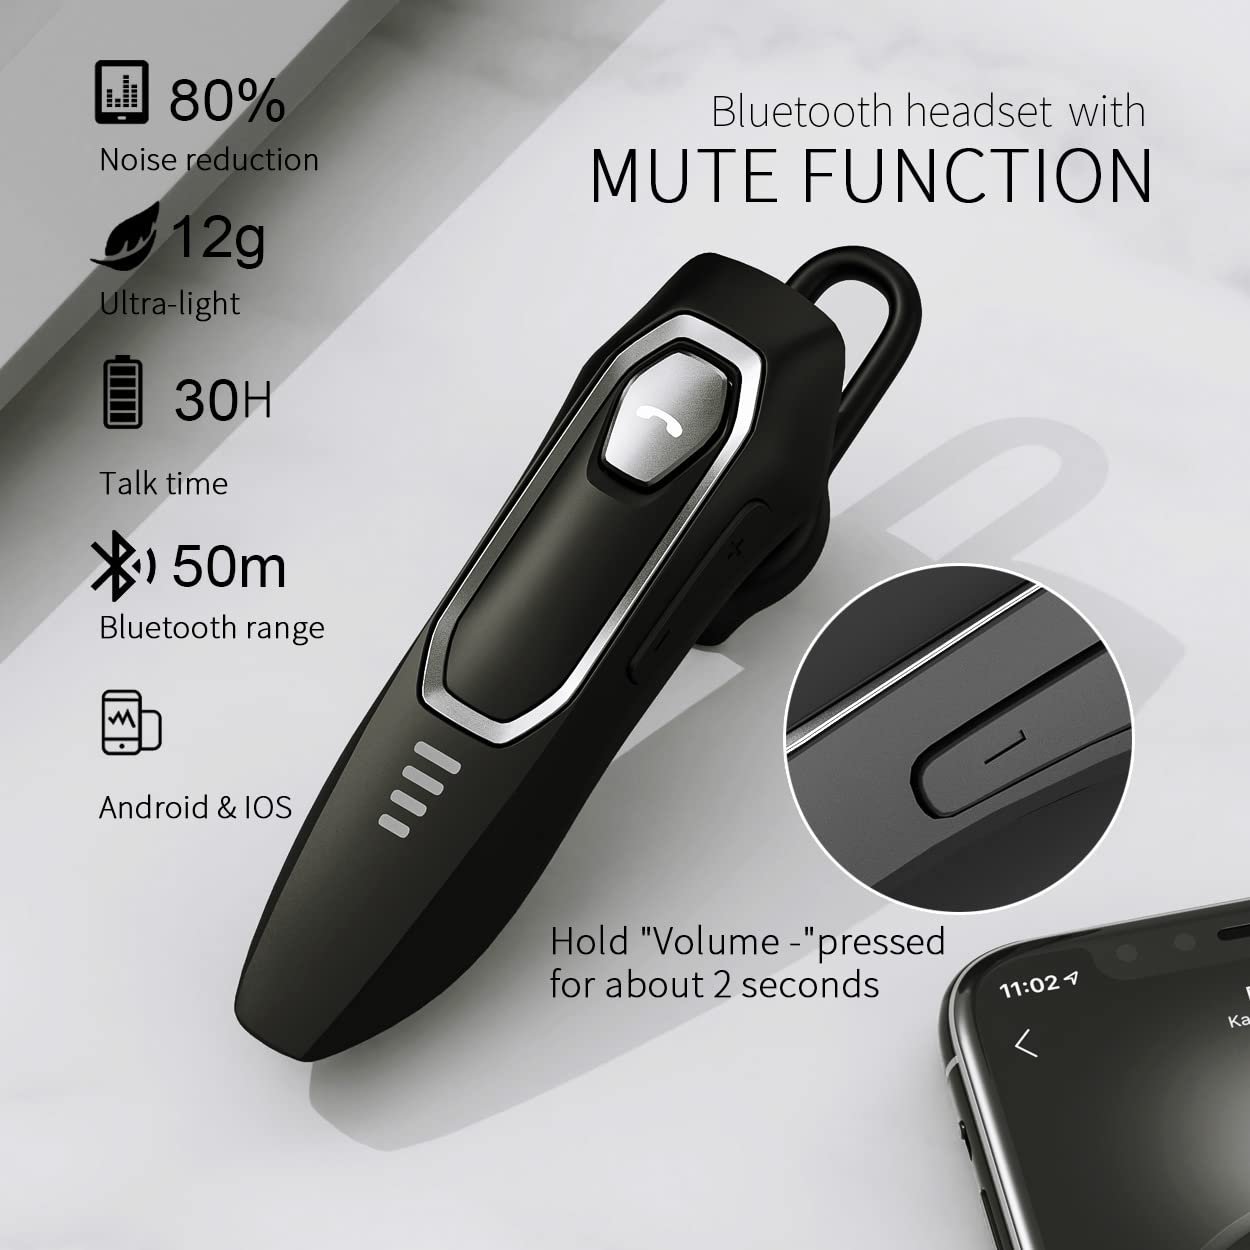 80%
Noise reduction
12g
Ultra-light
30H
Talk time
50m
Bluetooth range
Android & IOS
Bluetooth headset with
MUTE FUNCTION
Hold "Volume -"pressed
for about 2 seconds
11:02